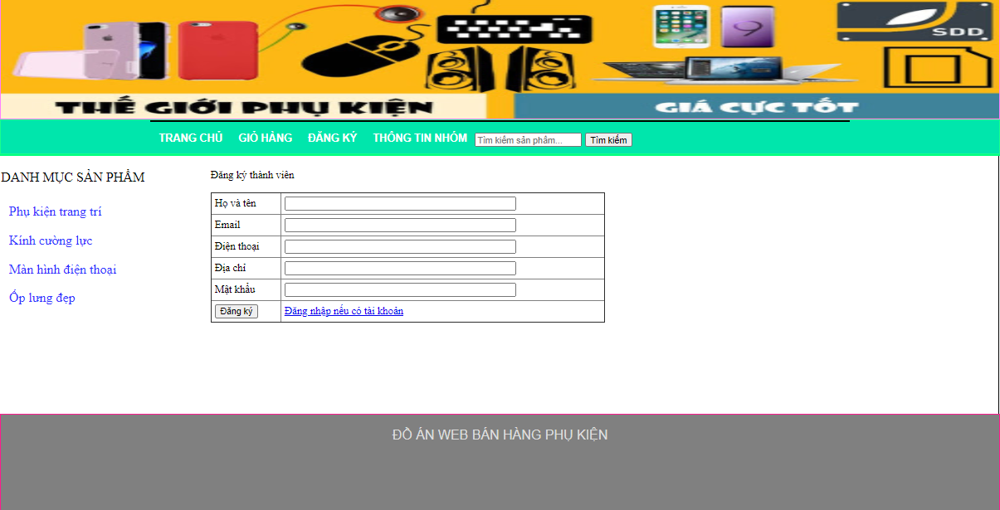 SDD
9
THẾ GIỚI PHỤ KIỆN
GIÁ CỰC TỐT
TRANG CHỦ GIỎ HÀNG ĐĂNG KÝ THÔNG TIN NHÓM Tìm kiếm sản phẩm... Tìm kiếm
DANH MỤC SẢN PHẨM
Phụ kiện trang trí
Kính cường lực
Màn hình điện thoại
Ốp lưng đẹp
Đăng ký thành viên
Họ và tên
Email
Điện thoại
Địa chỉ
Mật khẩu
Đăng ký Đăng nhập nếu có tài khoản
ĐỒ ÁN WEB BÁN HÀNG PHỤ KIỆN